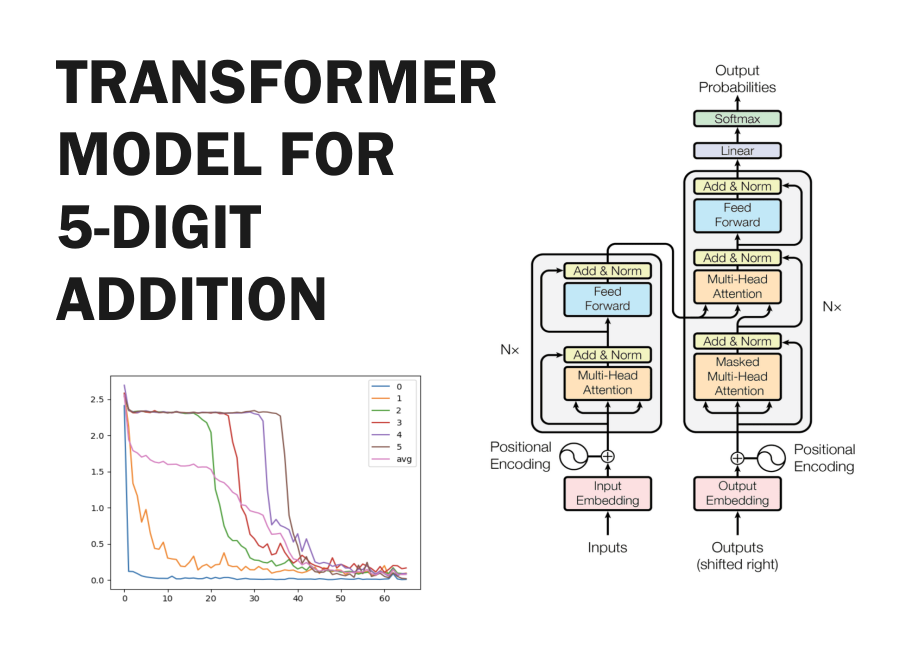 TRANSFORMER
MODEL FOR
5-DIGIT
ADDITION
2.5
2.0
1.5
1.0
0.5
0.0
0
10
20
30
40
50
60
0
1
2
3
4
5
avg
Output
Probabilities
Softmax
Linear
Add & Norm
Feed
Forward
Add & Norm
Multi-Head
Attention
Add & Norm
Masked
Multi-Head
Attention
Nx
Add & Norm
Feed
Forward
Add & Norm
Multi-Head
Attention
Nx
Positional
Encoding
Positional
Encoding
Input
Embedding
Output
Embedding
Inputs
Outputs
(shifted right)